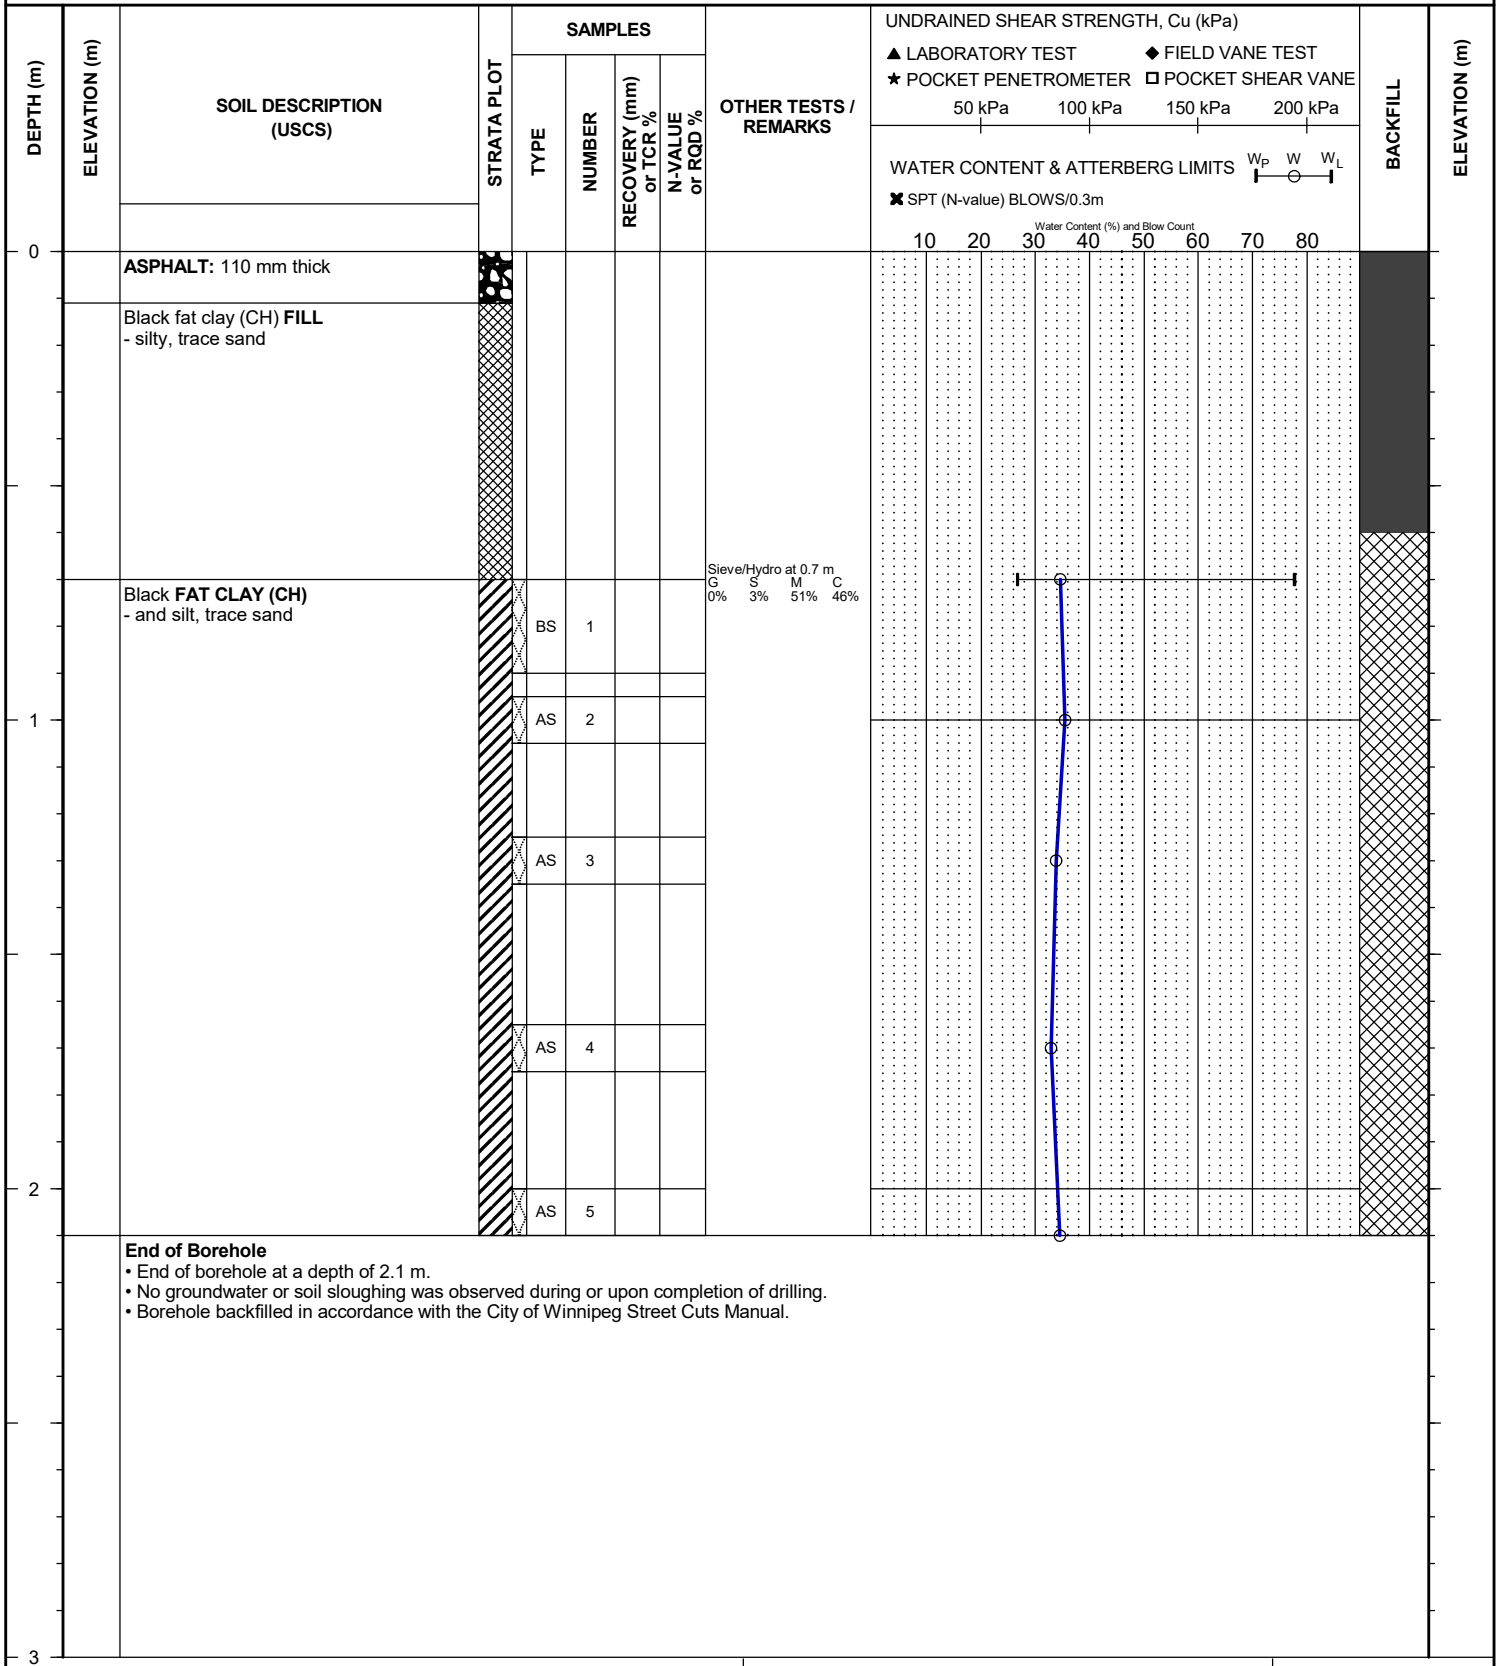 DEPTH (m)
ELEVATION (m)
SOIL DESCRIPTION
(USCS)
STRATA PLOT
SAMPLES
TYPE
NUMBER
RECOVERY (mm)
or TCR %
N-VALUE
or RQD %
OTHER TESTS /
REMARKS
UNDRAINED SHEAR STRENGTH, Cu (kPa)
▲ LABORATORY TEST ◆ FIELD VANE TEST
★ POCKET PENETROMETER □ POCKET SHEAR VANE
50 kPa 100 kPa 150 kPa 200 kPa
WATER CONTENT & ATTERBERG LIMITS WP W WL
✖ SPT (N-value) BLOWS/0.3m
Water Content (%) and Blow Count
10 20 30 40 50 60 70 80
BACKFILL
ELEVATION (m)
0
ASPHALT: 110 mm thick
Black fat clay (CH) FILL
- silty, trace sand
Sieve/Hydro at 0.7 m
G S M C
0% 3% 51% 46%
Black FAT CLAY (CH)
- and silt, trace sand
BS 1
1
AS 2
AS 3
AS 4
2
AS 5
End of Borehole
• End of borehole at a depth of 2.1 m.
• No groundwater or soil sloughing was observed during or upon completion of drilling.
• Borehole backfilled in accordance with the City of Winnipeg Street Cuts Manual.
3